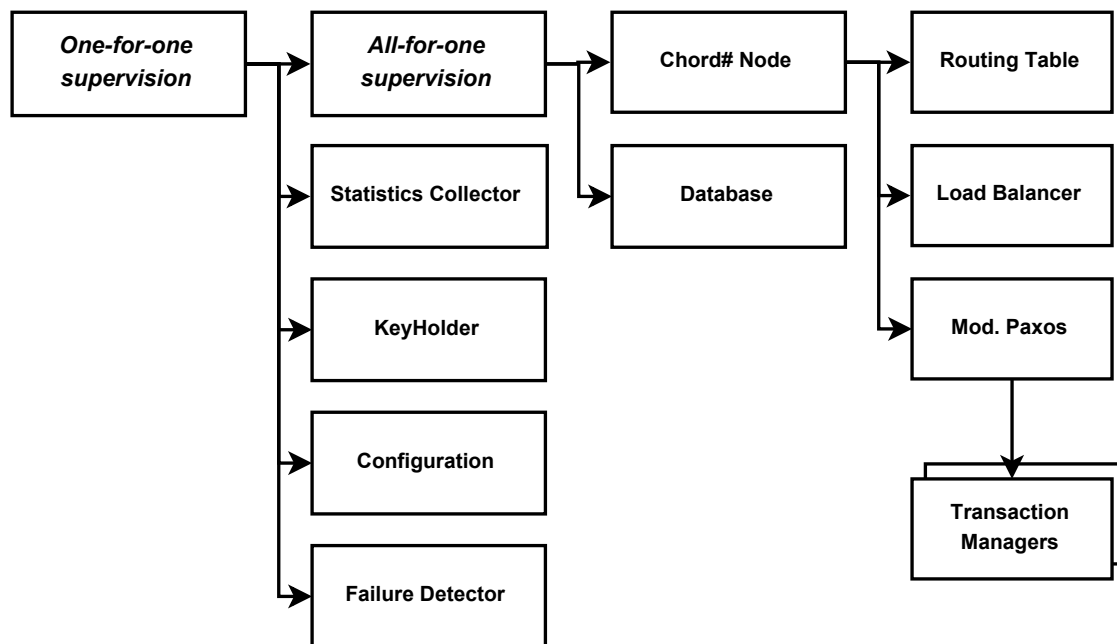 One-for-one
supervision
All-for-one
supervision
Chord# Node
Routing Table
Statistics Collector
Database
Load Balancer
KeyHolder
Mod. Paxos
Configuration
Transaction
Managers
Failure Detector